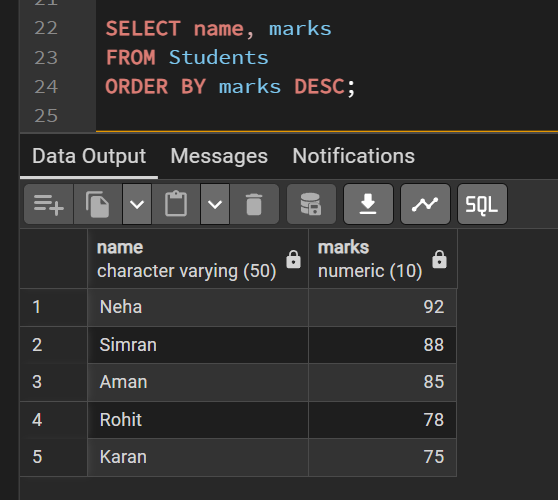 21
22 SELECT name, marks
23 FROM Students
24 ORDER BY marks DESC;
25
Data Output Messages Notifications
SQL
name marks
character varying (50) numeric (10)
1 Neha 92
2 Simran 88
3 Aman 85
4 Rohit 78
5 Karan 75